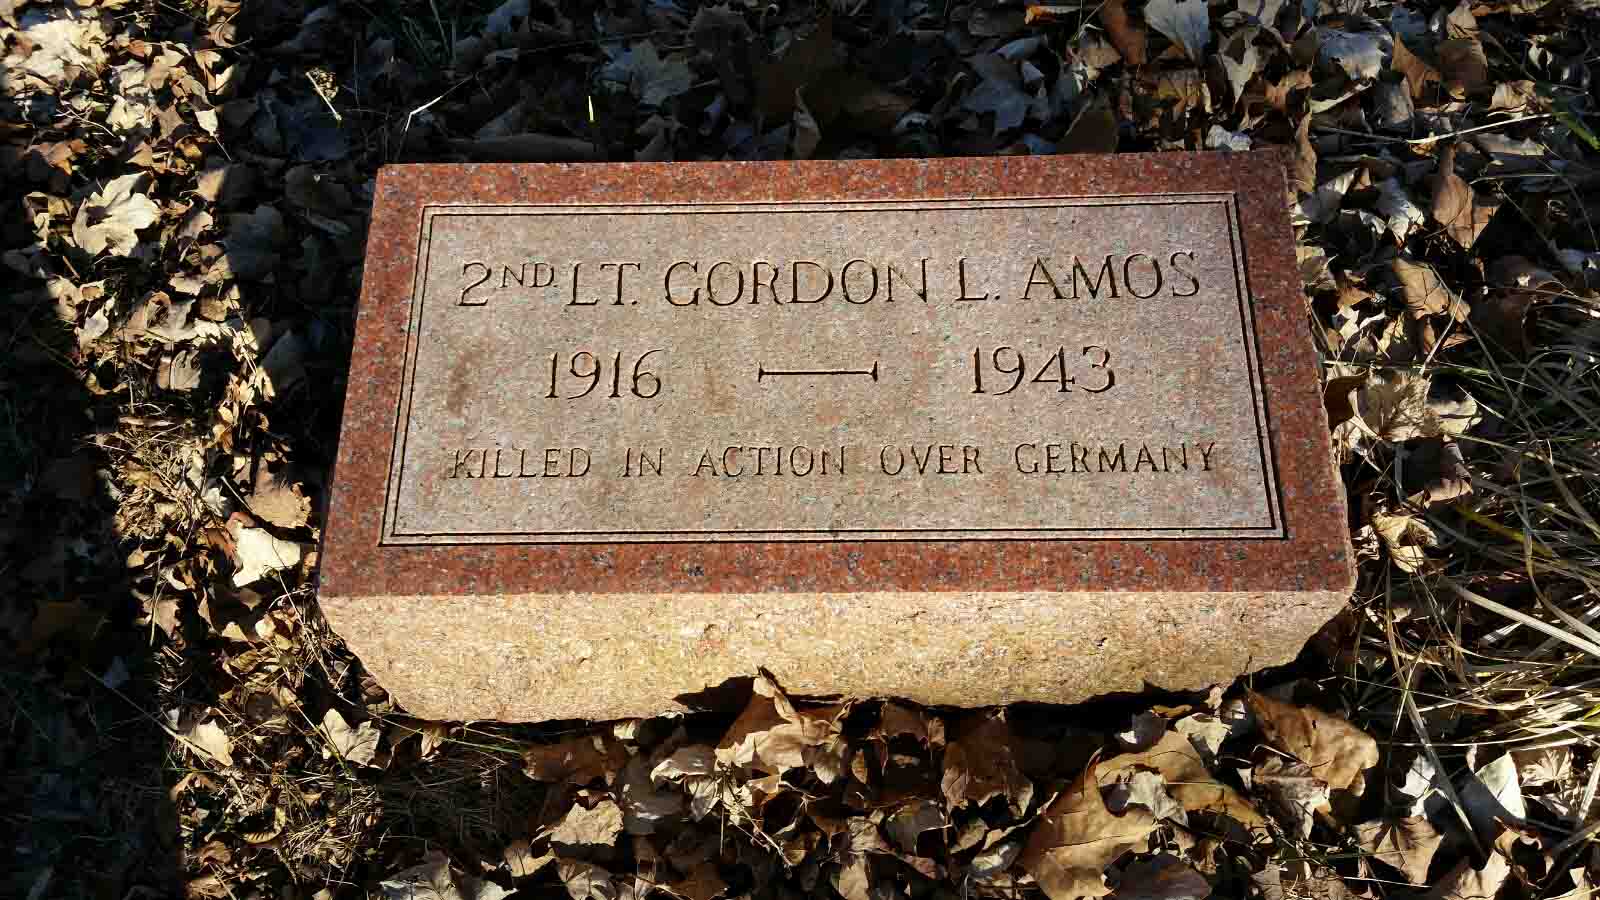 2ND. LT. GORDON L. AMOS
1916 — 1943
KILLED IN ACTION OVER GERMANY